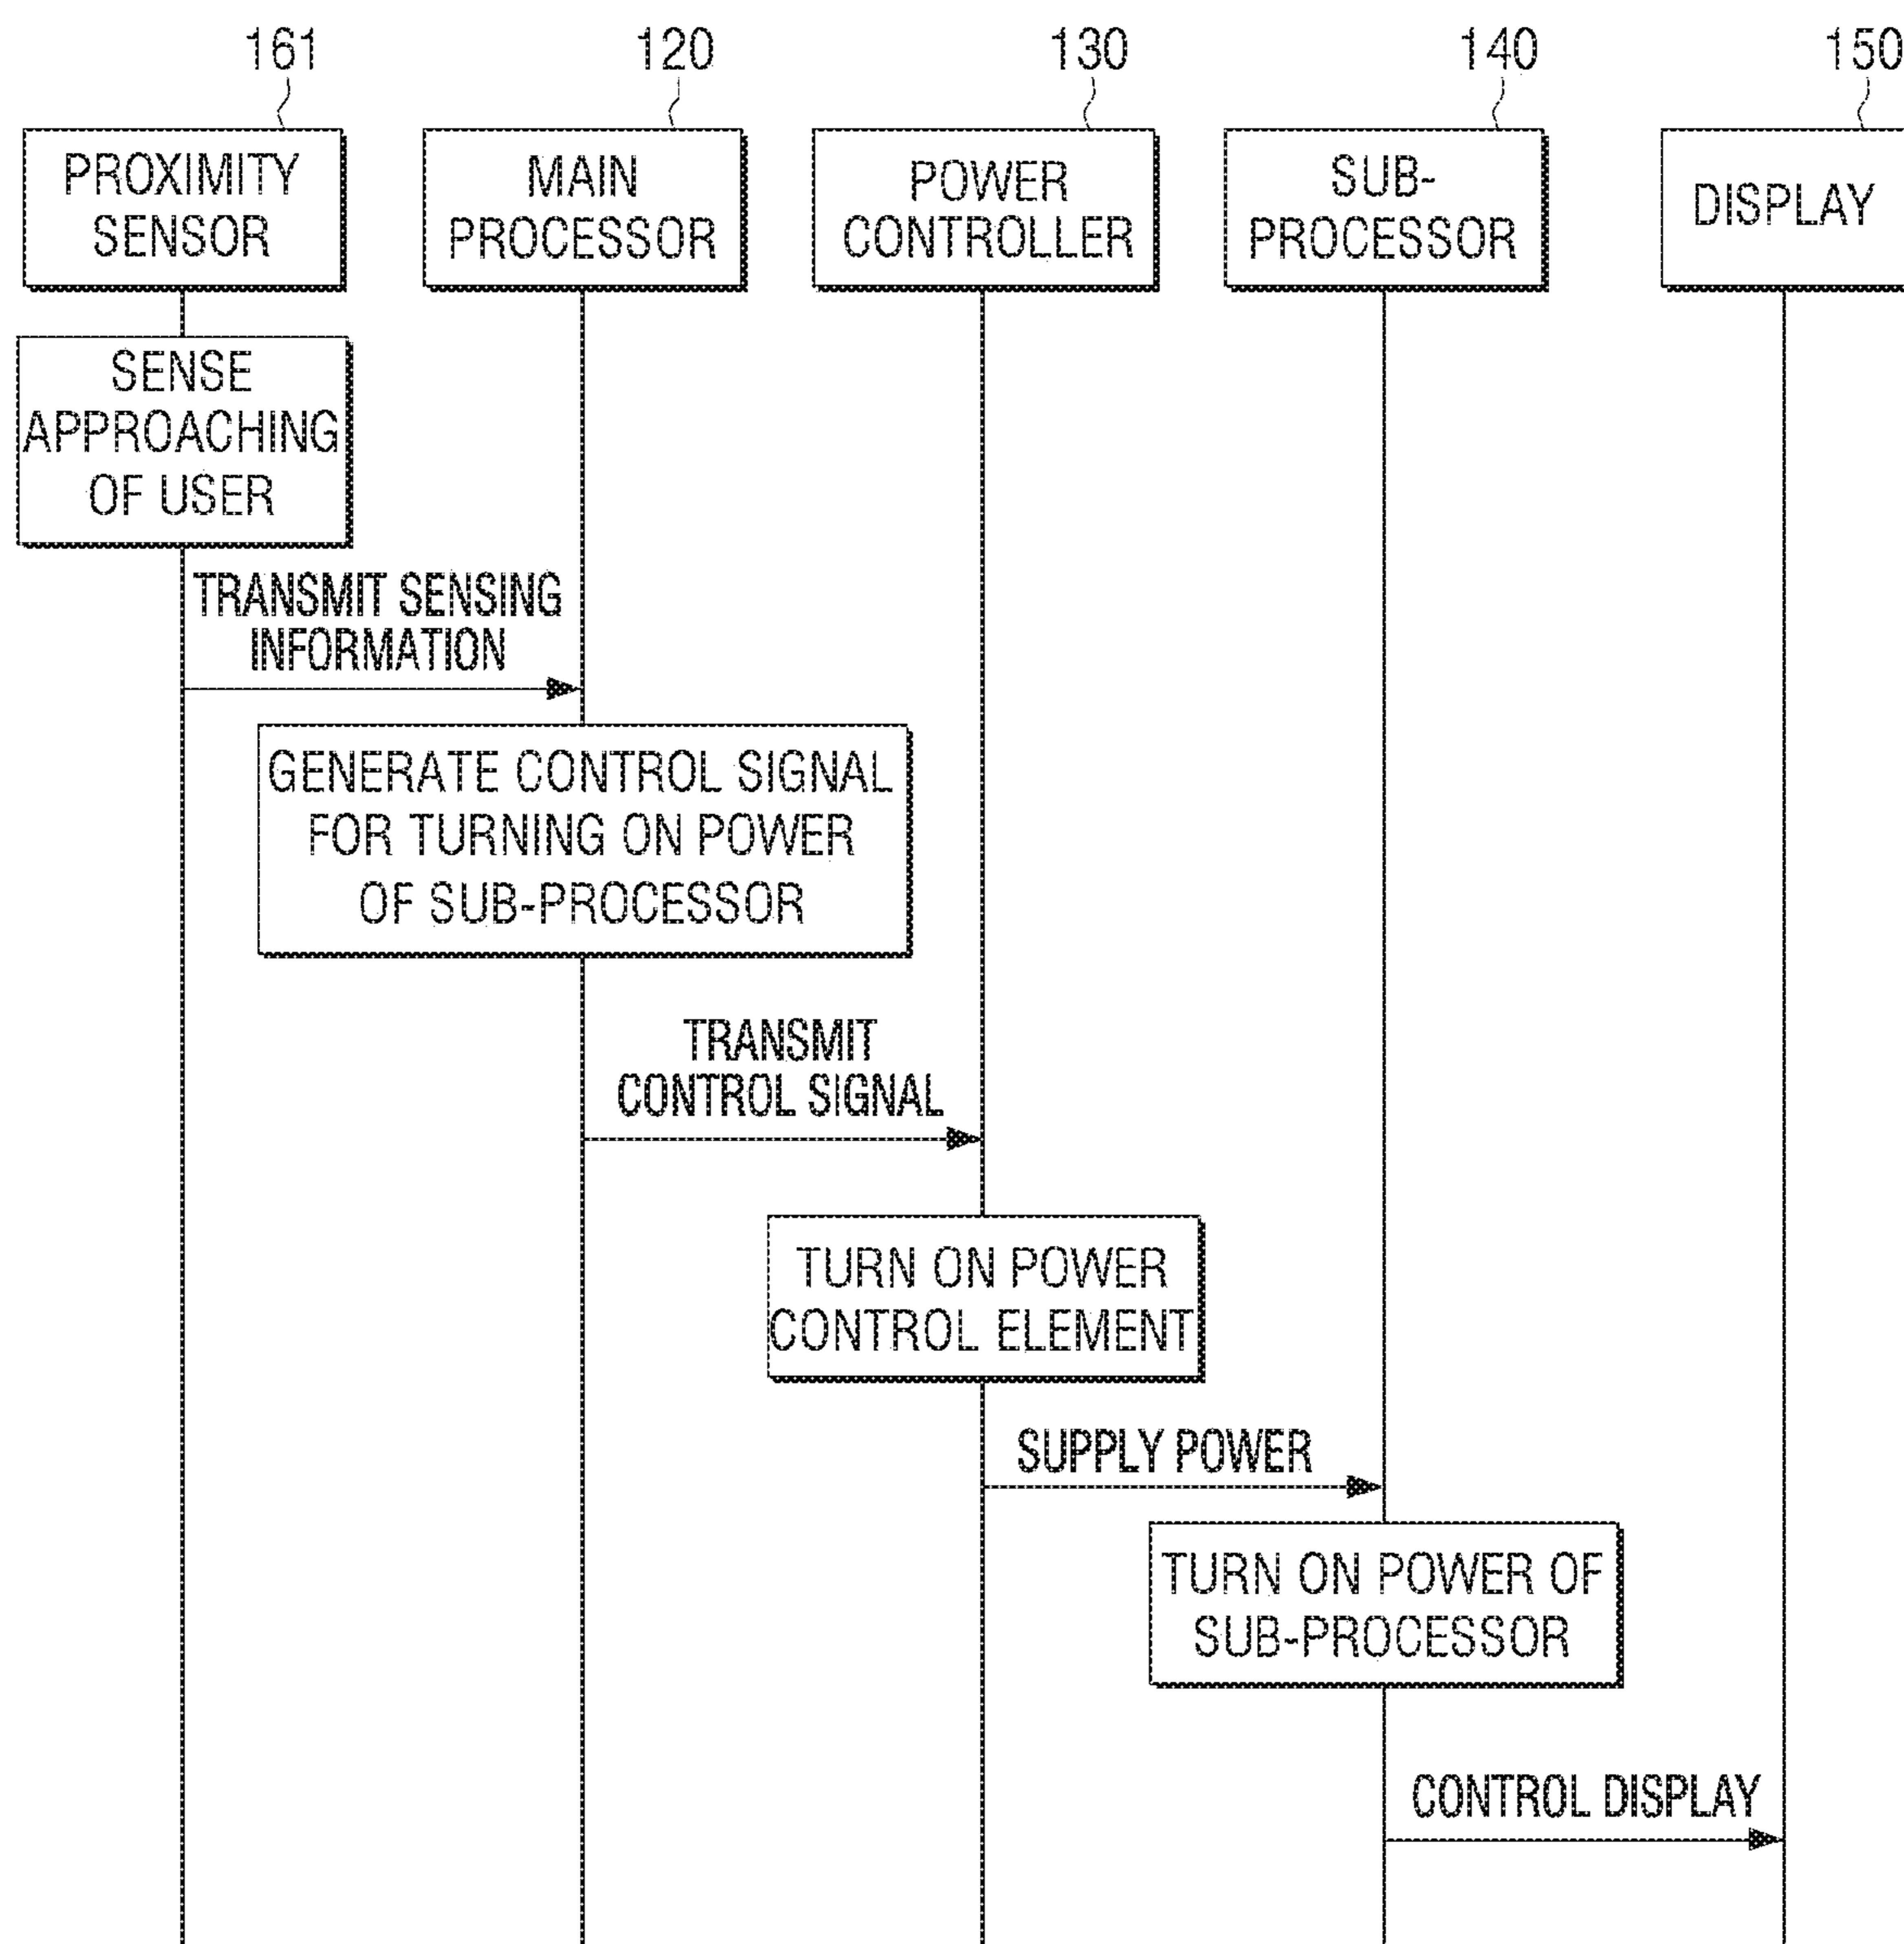 161
120
130
140
150
PROXIMITY
SENSOR
MAIN
PROCESSOR
POWER
CONTROLLER
SUB-
PROCESSOR
DISPLAY
SENSE
APPROACHING
OF USER
TRANSMIT SENSING
INFORMATION
GENERATE CONTROL SIGNAL
FOR TURNING ON POWER
OF SUB-PROCESSOR
TRANSMIT
CONTROL SIGNAL
TURN ON POWER
CONTROL ELEMENT
SUPPLY POWER
TURN ON POWER OF
SUB-PROCESSOR
CONTROL DISPLAY